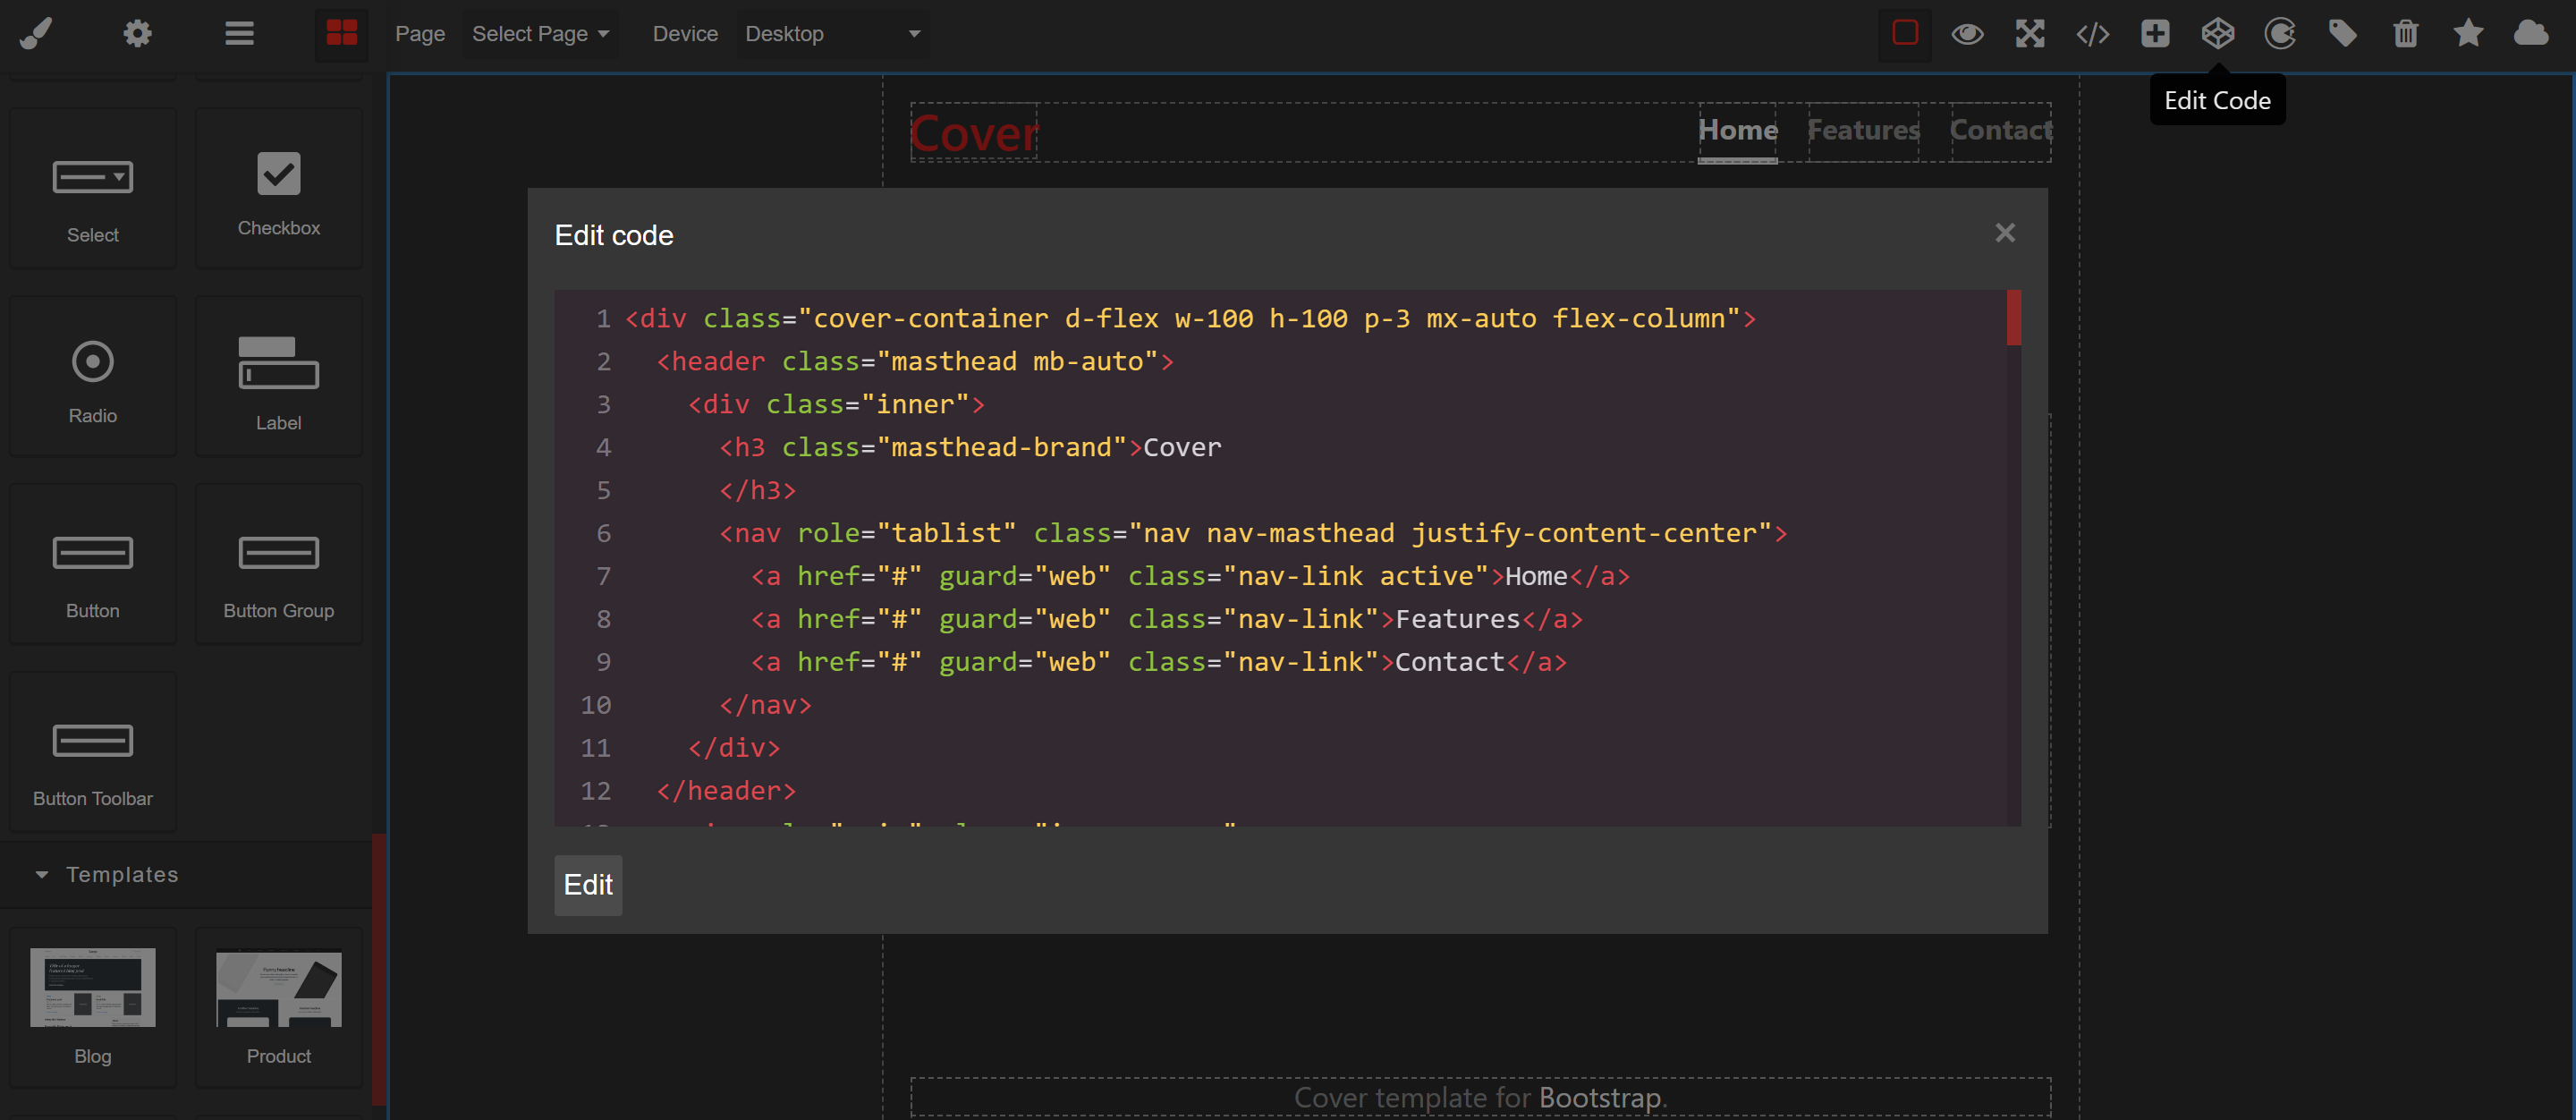 Page Select Page Device Desktop
Edit Code
Select
Checkbox
Radio
Label
Button
Button Group
Button Toolbar
Templates
Blog
Product
Cover
Home Features Contact
Edit code
1 <div class="cover-container d-flex w-100 h-100 p-3 mx-auto flex-column">
2 <header class="masthead mb-auto">
3 <div class="inner">
4 <h3 class="masthead-brand">Cover
5 </h3>
6 <nav role="tablist" class="nav nav-masthead justify-content-center">
7 <a href="#" guard="web" class="nav-link active">Home</a>
8 <a href="#" guard="web" class="nav-link">Features</a>
9 <a href="#" guard="web" class="nav-link">Contact</a>
10 </nav>
11 </div>
12 </header>
Edit
Cover template for Bootstrap.